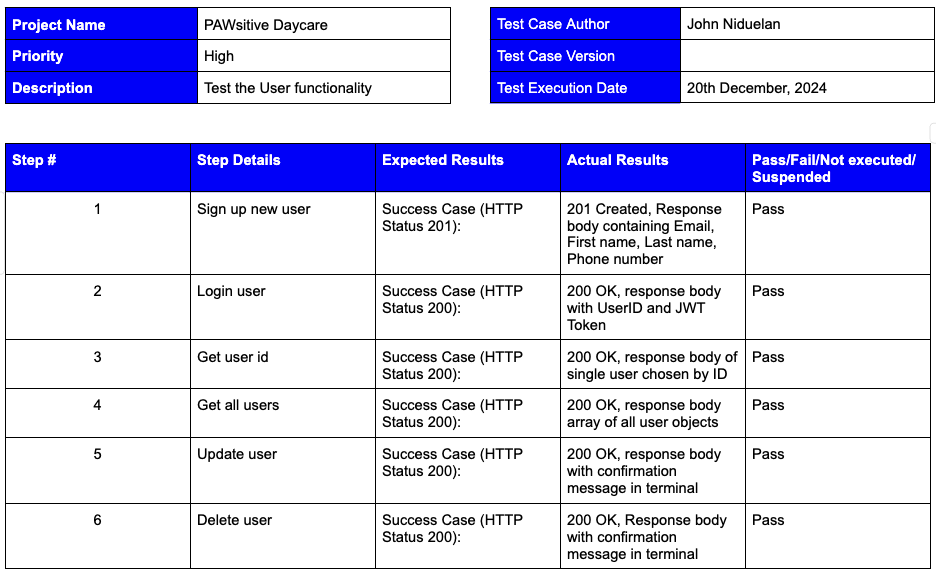 Project Name PAWsitive Daycare
Priority High
Description Test the User functionality
Test Case Author John Niduelan
Test Case Version
Test Execution Date 20th December, 2024
Step # Step Details Expected Results Actual Results Pass/Fail/Not executed/
Suspended
1 Sign up new user Success Case (HTTP 201 Created, Response Pass
Status 201): body containing Email,
First name, Last name,
Phone number
2 Login user Success Case (HTTP 200 OK, response body Pass
Status 200): with UserID and JWT
Token
3 Get user id Success Case (HTTP 200 OK, response body of Pass
Status 200): single user chosen by ID
4 Get all users Success Case (HTTP 200 OK, response body Pass
Status 200): array of all user objects
5 Update user Success Case (HTTP 200 OK, response body Pass
Status 200): with confirmation
message in terminal
6 Delete user Success Case (HTTP 200 OK, Response body Pass
Status 200): with confirmation
message in terminal